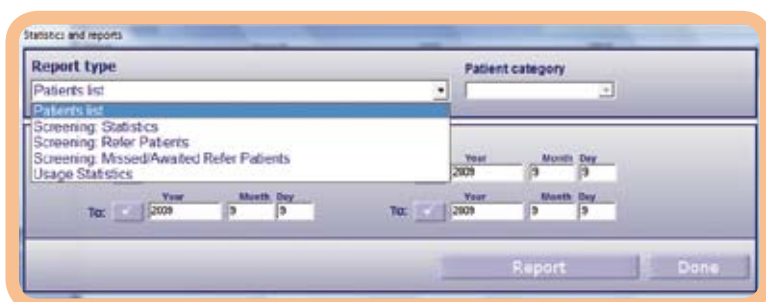 Statistics and reports
Report type Patient category
Patients list
Patients list
Screening: Statistics
Screening: Refer Patients
Screening: Missed/Awaited Refer Patients
Usage Statistics
Year Month Day
2009 9 9
Year Month Day Year Month Day
To: 2009 9 9 To: 2009 9 9
Report Done